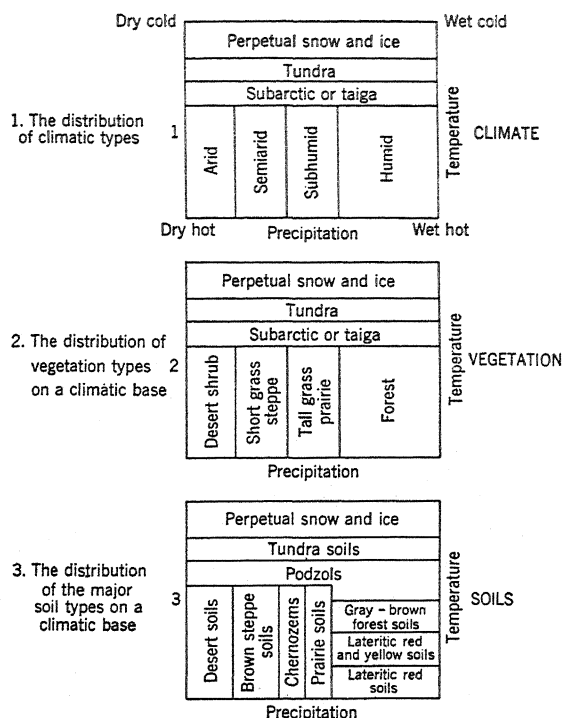 Dry cold
Wet cold
Perpetual snow and ice
Tundra
Subarctic or taiga
1. The distribution
of climatic types
1
Arid
Semiarid
Subhumid
Humid
Temperature
CLIMATE
Dry hot
Precipitation
Wet hot
Perpetual snow and ice
Tundra
Subarctic or taiga
2. The distribution of
vegetation types
on a climatic base
2
Desert shrub
Short grass
steppe
Tall grass
prairie
Forest
Temperature
VEGETATION
Precipitation
Perpetual snow and ice
Tundra soils
Podzols
3. The distribution
of the major
soil types on a
climatic base
3
Desert soils
Brown steppe
soils
Chernozems
Prairie soils
Gray - brown
forest soils
Lateritic red
and yellow soils
Lateritic red
soils
Temperature
SOILS
Precipitation